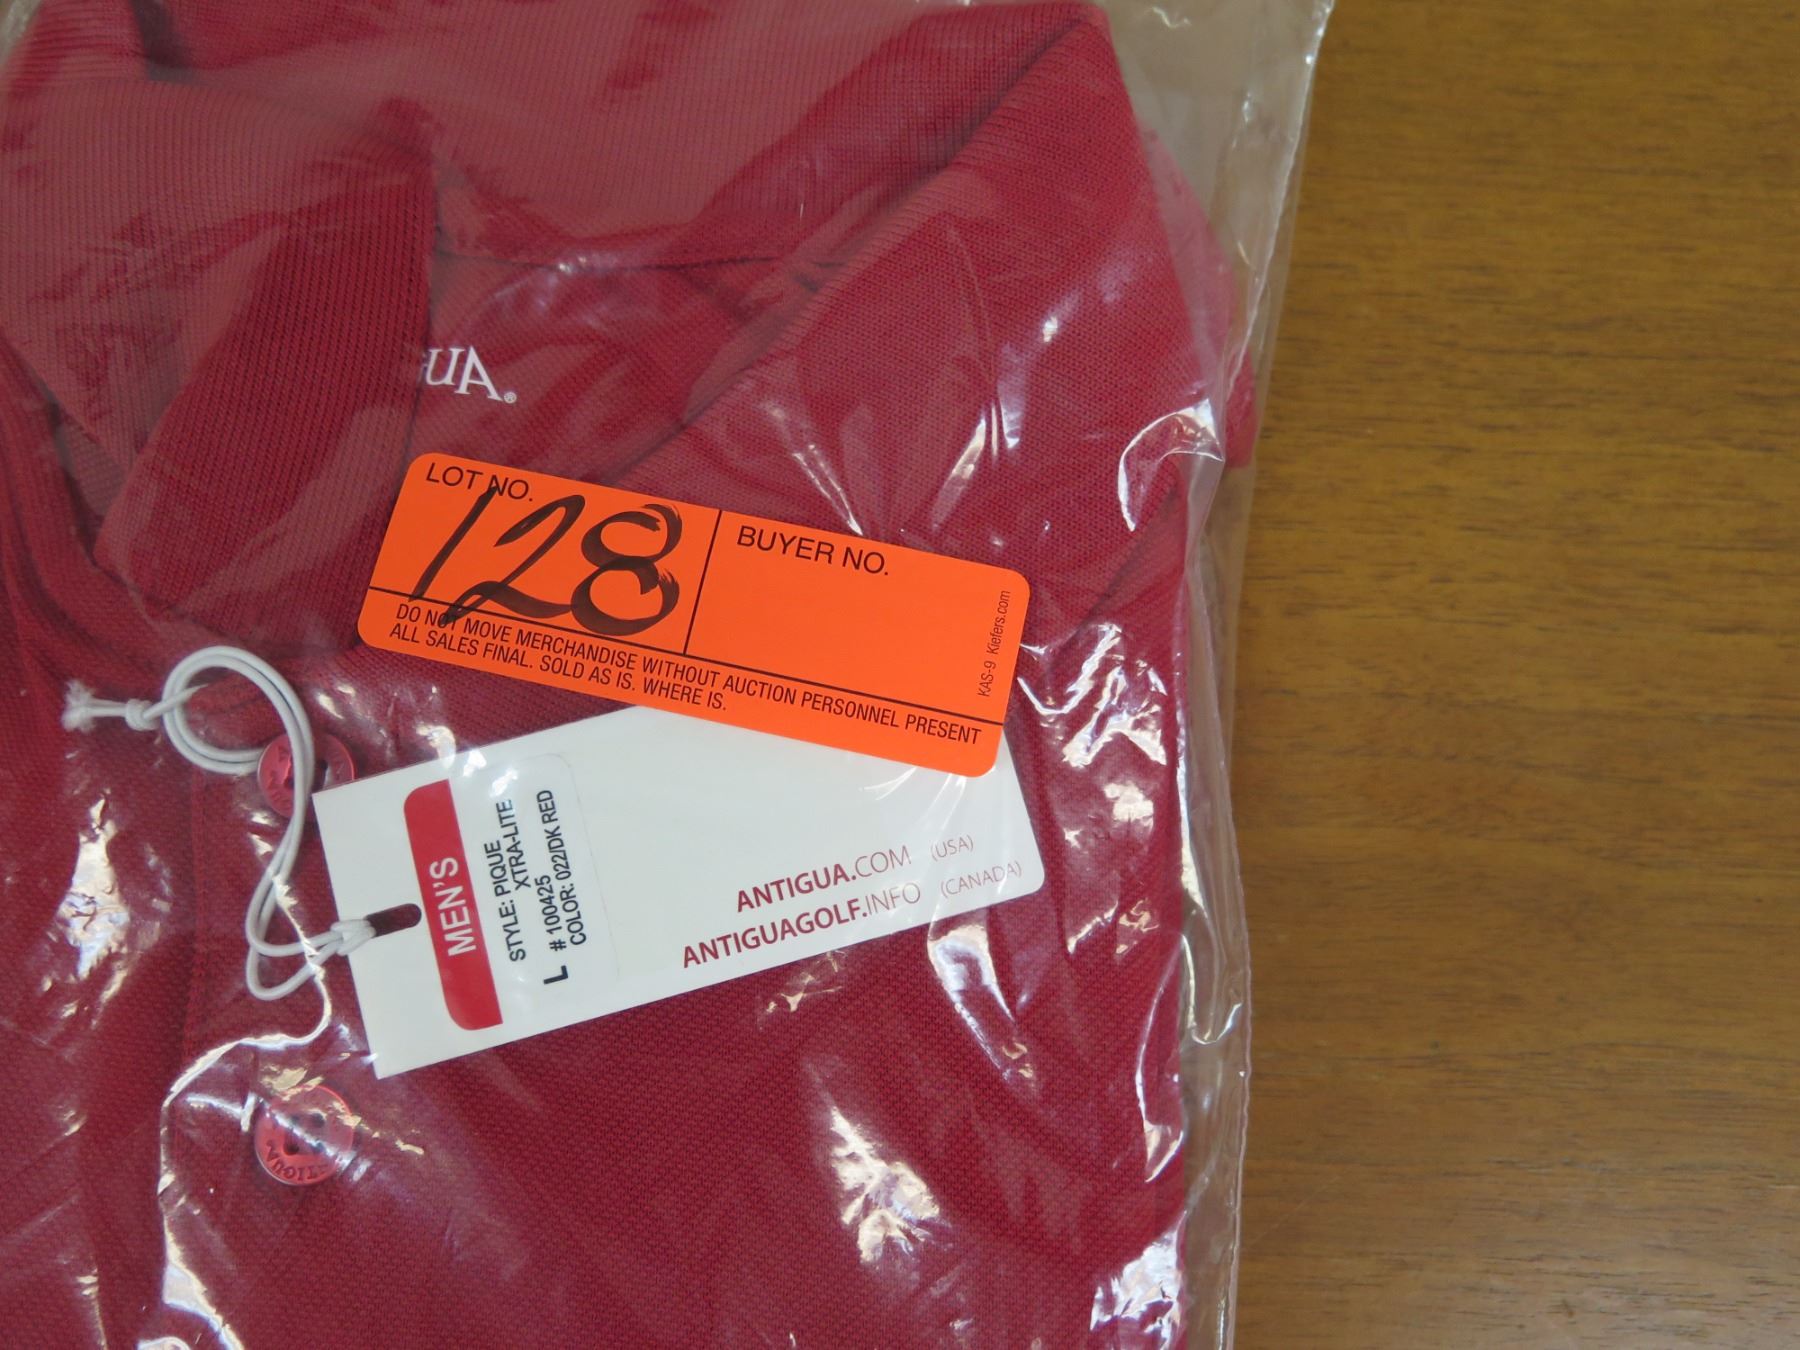 UA®
LOT NO.
128
BUYER NO.
DO NOT MOVE MERCHANDISE WITHOUT AUCTION PERSONNEL PRESENT
ALL SALES FINAL. SOLD AS IS. WHERE IS.
KAS-9 Kiefers.com
MEN'S
STYLE: PIQUE
XTRA-LITE
L # 100425
COLOR: 022/DK RED
ANTIGUA.COM (USA)
ANTIGUAGOLF.INFO (CANADA)